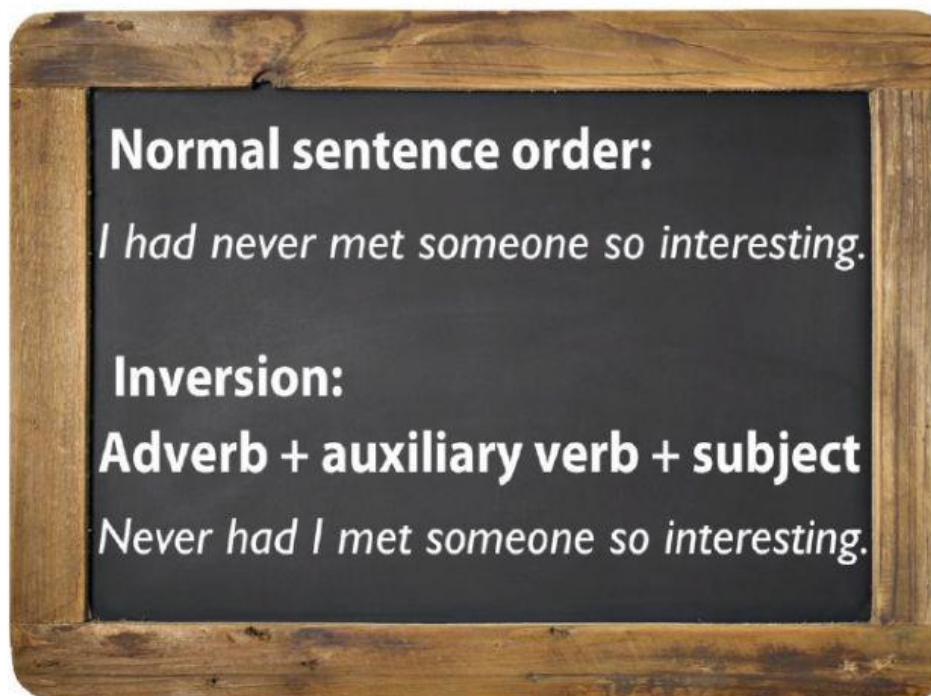 Normal sentence order:
I had never met someone so interesting.
Inversion:
Adverb + auxiliary verb + subject
Never had I met someone so interesting.